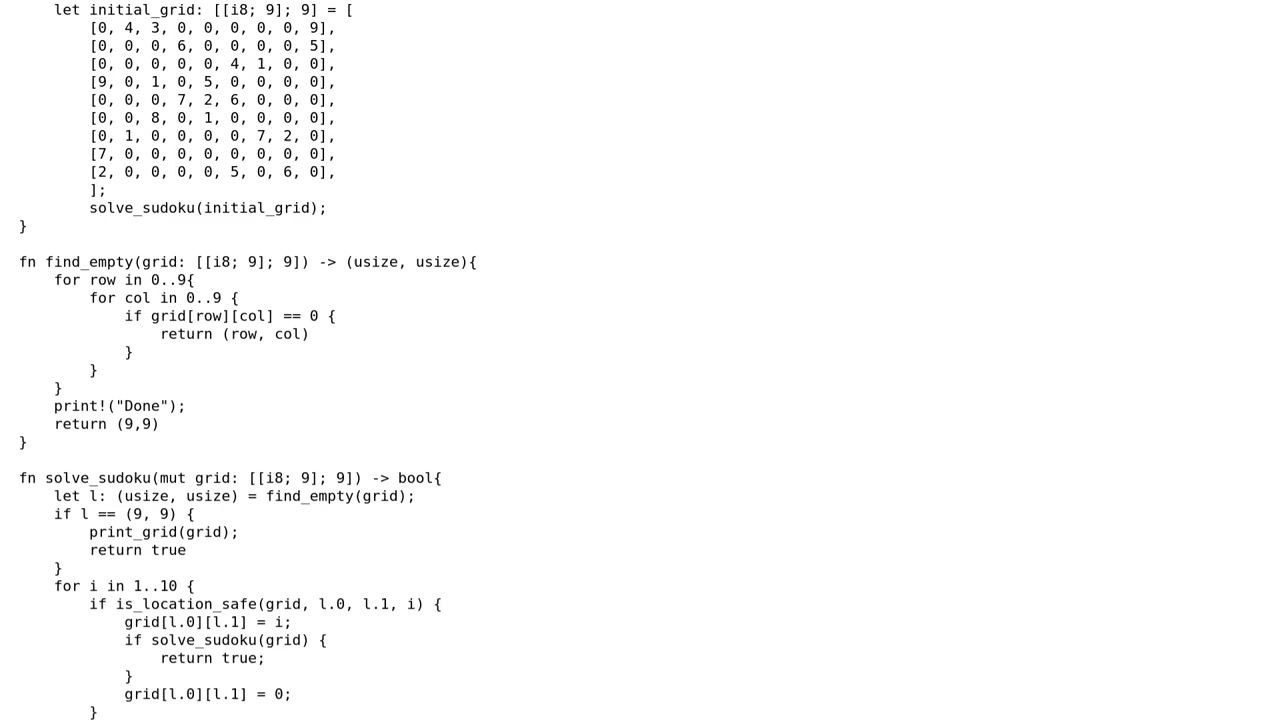 let initial_grid: [[i8; 9]; 9] = [
[0, 4, 3, 0, 0, 0, 0, 0, 9],
[0, 0, 0, 6, 0, 0, 0, 0, 5],
[0, 0, 0, 0, 0, 4, 1, 0, 0],
[9, 0, 1, 0, 5, 0, 0, 0, 0],
[0, 0, 0, 7, 2, 6, 0, 0, 0],
[0, 0, 8, 0, 1, 0, 0, 0, 0],
[0, 1, 0, 0, 0, 0, 7, 2, 0],
[7, 0, 0, 0, 0, 0, 0, 0, 0],
[2, 0, 0, 0, 0, 5, 0, 6, 0],
];
solve_sudoku(initial_grid);
}
fn find_empty(grid: [[i8; 9]; 9]) -> (usize, usize){
for row in 0..9{
for col in 0..9 {
if grid[row][col] == 0 {
return (row, col)
}
}
}
print!("Done");
return (9,9)
}
fn solve_sudoku(mut grid: [[i8; 9]; 9]) -> bool{
let l: (usize, usize) = find_empty(grid);
if l == (9, 9) {
print_grid(grid);
return true
}
for i in 1..10 {
if is_location_safe(grid, l.0, l.1, i) {
grid[l.0][l.1] = i;
if solve_sudoku(grid) {
return true;
}
grid[l.0][l.1] = 0;
}